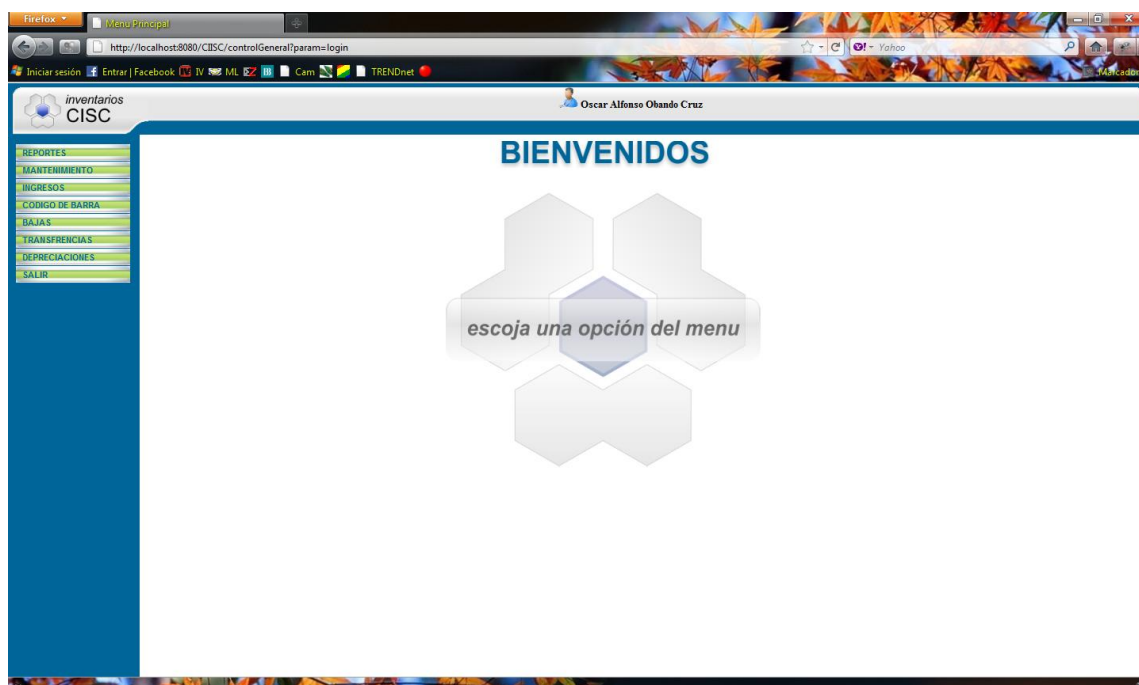 Firefox
Menu Principal
http://localhost:8080/CIISC/controlGeneral?param=login
Yahoo
Iniciar sesión Entrar | Facebook IV ML Cam TRENDnet Marcador
inventarios
CISC
Oscar Alfonso Obando Cruz
BIENVENIDOS
REPORTES
MANTENIMIENTO
INGRESOS
CODIGO DE BARRA
BAJAS
TRANSFRENCIAS
DEPRECIACIONES
SALIR
escoja una opción del menu